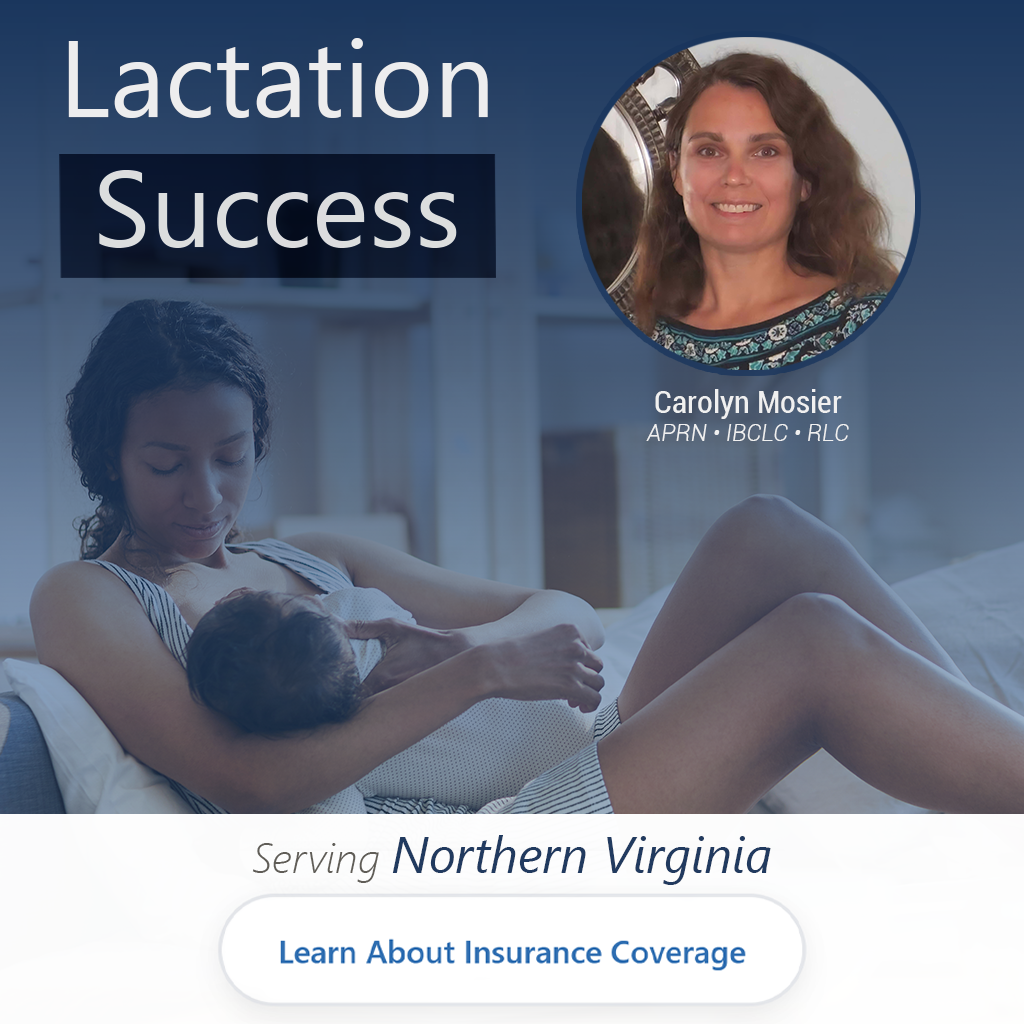 Lactation
Success
Carolyn Mosier
APRN • IBCLC • RLC
Serving Northern Virginia
Learn About Insurance Coverage